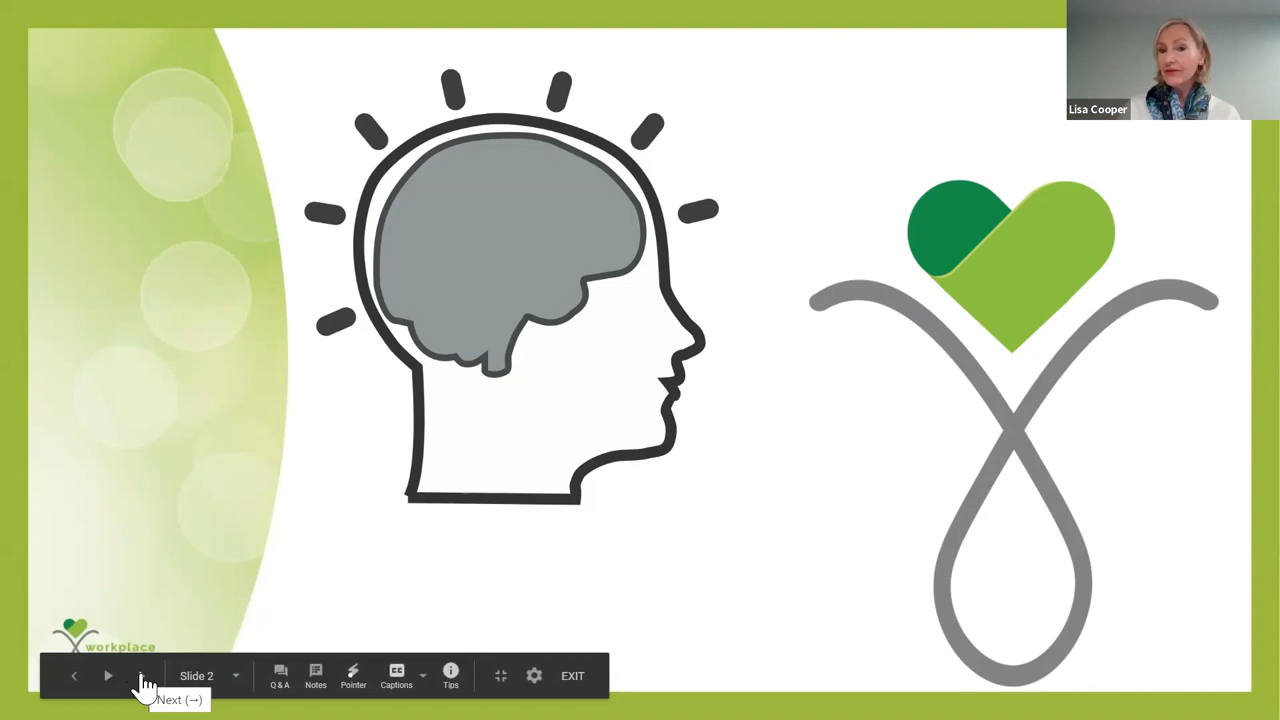 Lisa Cooper
workplace
Slide 2
Q & A
Notes
Pointer
Captions
Tips
EXIT
Next (→)